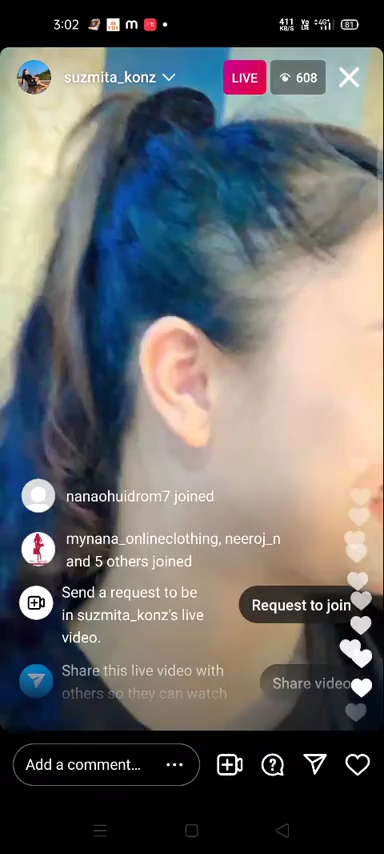 3:02
411 KB/S
4G
81
suzmita_konz
LIVE
608
nanaohuidrom7 joined
mynana_onlineclothing, neeroj_n
and 5 others joined
Send a request to be
in suzmita_konz's live
video.
Request to join
Share this live video with
others so they can watch
Share video
Add a comment...